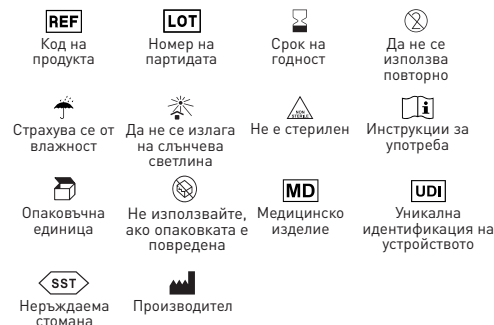 REF
LOT
Код на
продукта
Номер на
партидата
Срок на
годност
Да не се
използва
повторно
NON
STERILE
i
Страхува се от
влажност
Да не се излага
на слънчева
светлина
Не е стерилен
Инструкции за
употреба
MD
UDI
Опаковъчна
единица
Не използвайте,
ако опаковката е
повредена
Медицинско
изделие
Уникална
идентификация на
устройството
SST
Неръждаема
стомана
Производител